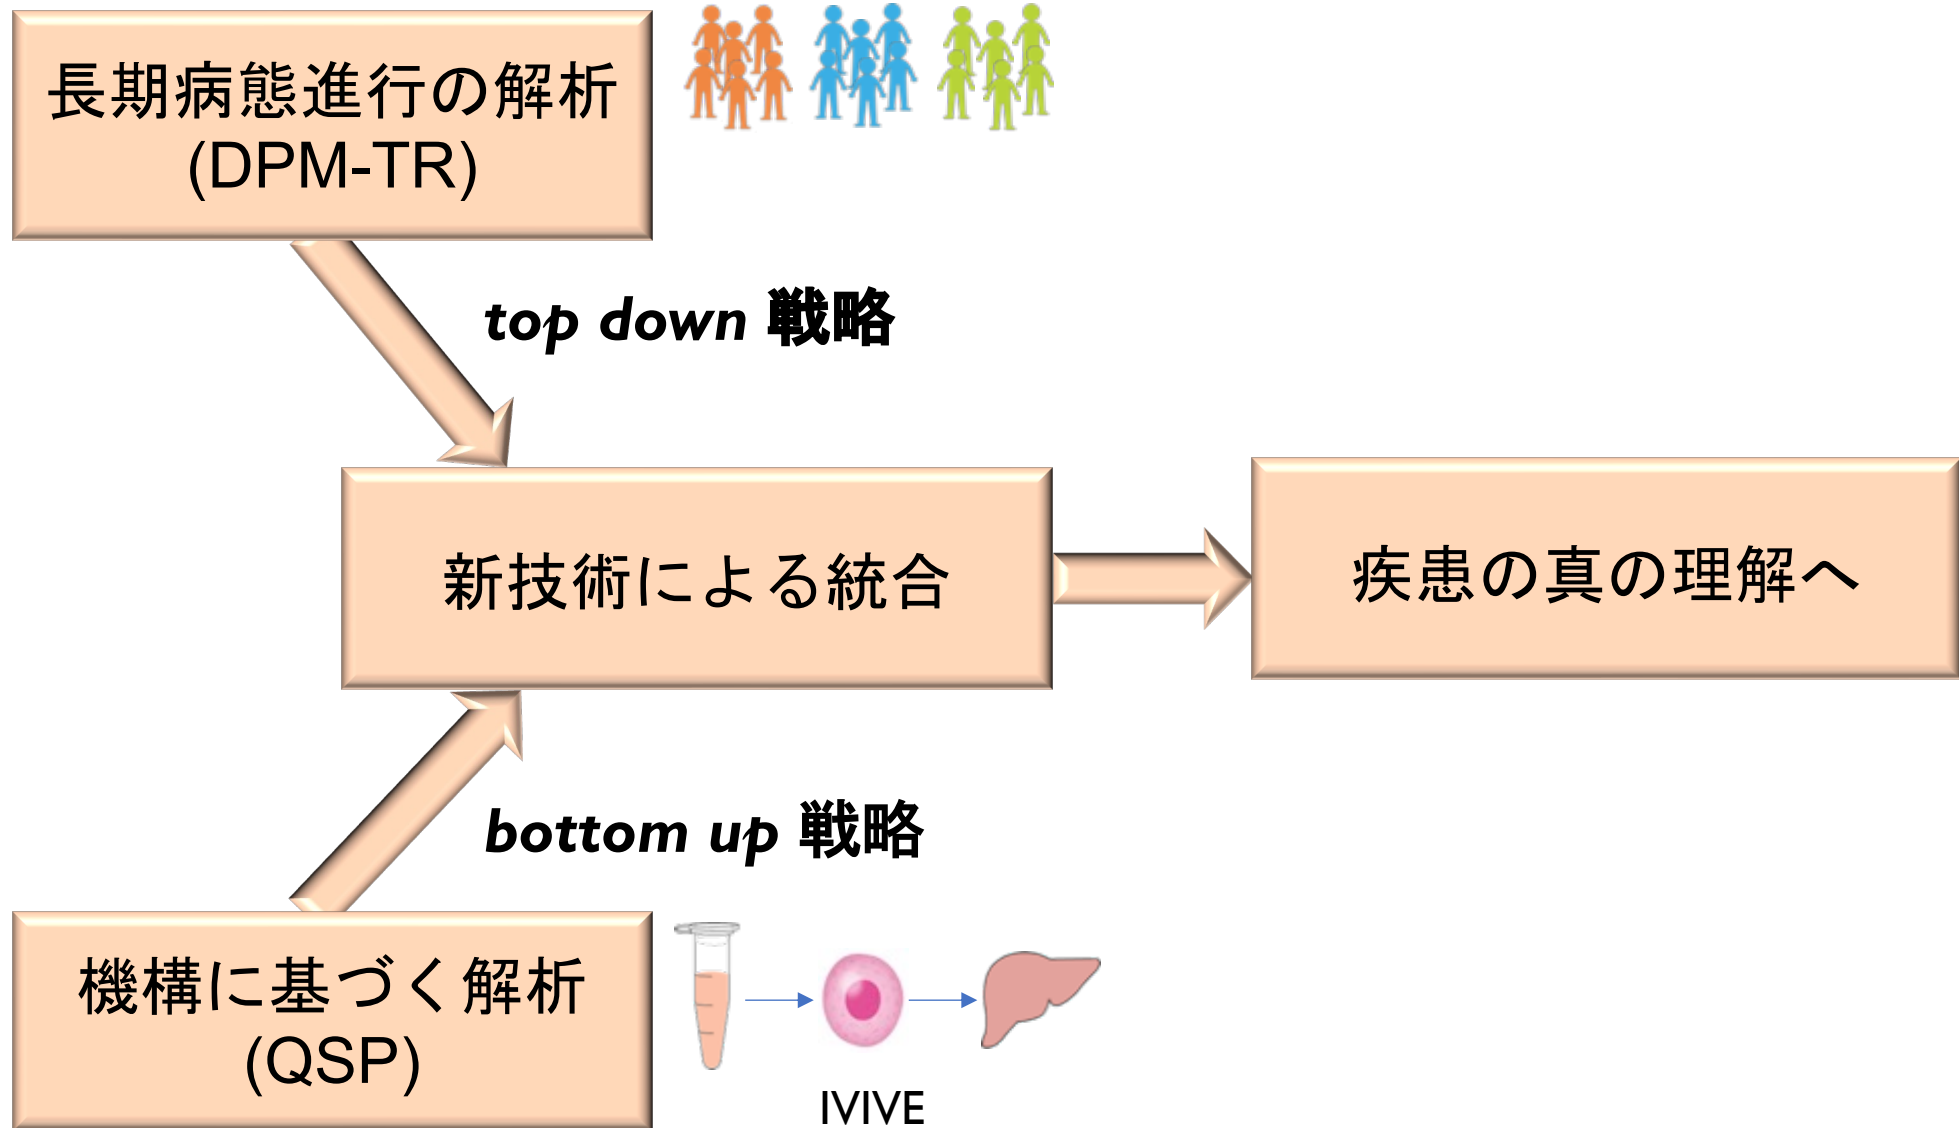 長期病態進行の解析
(DPM-TR)
top down 戦略
新技術による統合
疾患の真の理解へ
bottom up 戦略
機構に基づく解析
(QSP)
IVIVE